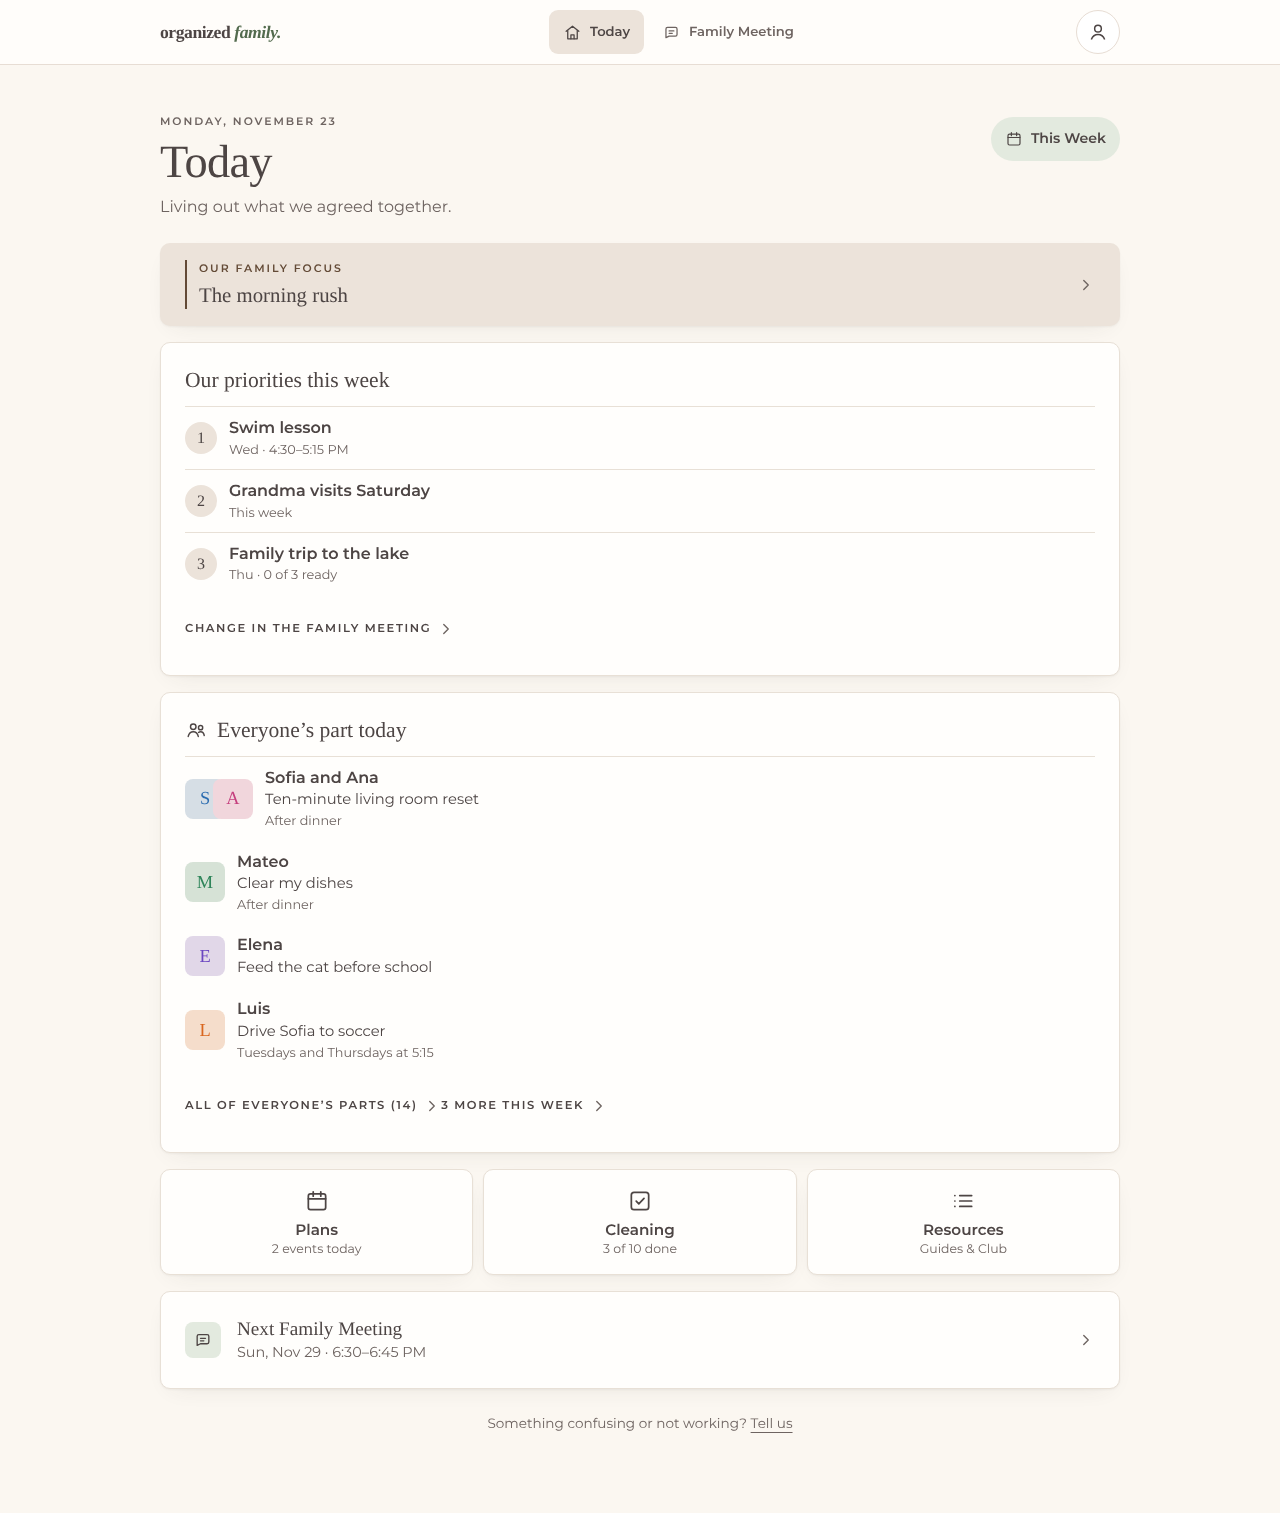 organized family.
Today
Family Meeting
MONDAY, NOVEMBER 23
Today
Living out what we agreed together.
This Week
OUR FAMILY FOCUS
The morning rush
Our priorities this week
1
Swim lesson
Wed · 4:30–5:15 PM
2
Grandma visits Saturday
This week
3
Family trip to the lake
Thu · 0 of 3 ready
CHANGE IN THE FAMILY MEETING
Everyone’s part today
S
A
Sofia and Ana
Ten-minute living room reset
After dinner
M
Mateo
Clear my dishes
After dinner
E
Elena
Feed the cat before school
L
Luis
Drive Sofia to soccer
Tuesdays and Thursdays at 5:15
ALL OF EVERYONE’S PARTS (14)
3 MORE THIS WEEK
Plans
2 events today
Cleaning
3 of 10 done
Resources
Guides & Club
Next Family Meeting
Sun, Nov 29 · 6:30–6:45 PM
Something confusing or not working? Tell us